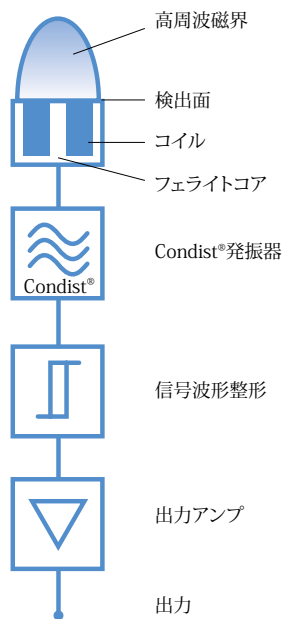 高周波磁界
検出面
コイル
フェライトコア
Condist®
Condist®発振器
信号波形整形
出力アンプ
出力